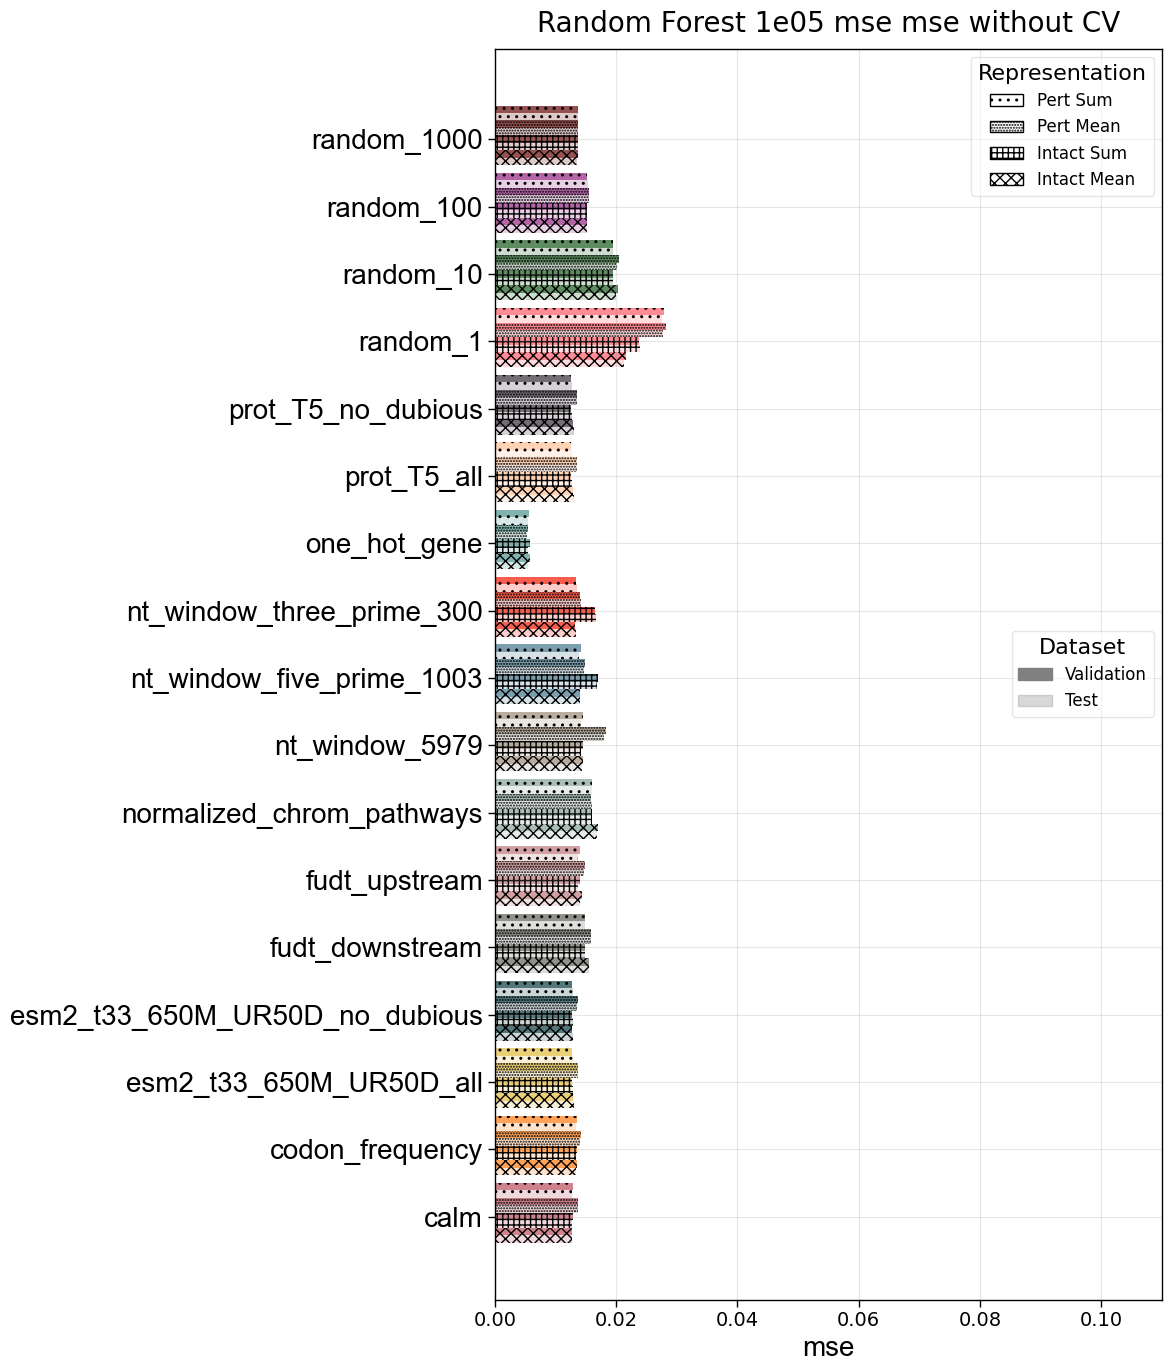 Random Forest 1e05 mse mse without CV
Representation
Pert Sum
Pert Mean
Intact Sum
Intact Mean
random_1000
random_100
random_10
random_1
prot_T5_no_dubious
prot_T5_all
one_hot_gene
nt_window_three_prime_300
Dataset
Validation
Test
nt_window_five_prime_1003
nt_window_5979
normalized_chrom_pathways
fudt_upstream
fudt_downstream
esm2_t33_650M_UR50D_no_dubious
esm2_t33_650M_UR50D_all
codon_frequency
calm
0.00 0.02 0.04 0.06 0.08 0.10
mse